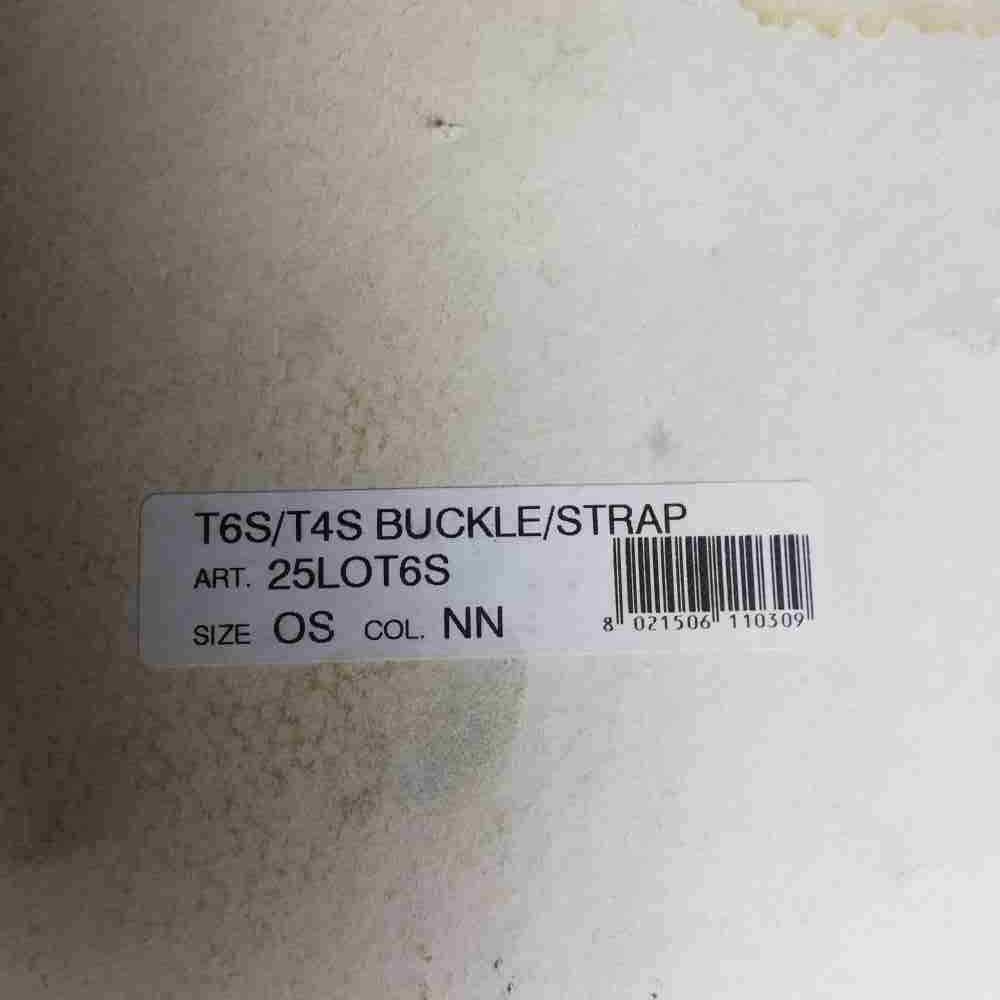 T6S/T4S BUCKLE/STRAP
ART. 25LOT6S
SIZE OS COL. NN
8 021506 110309